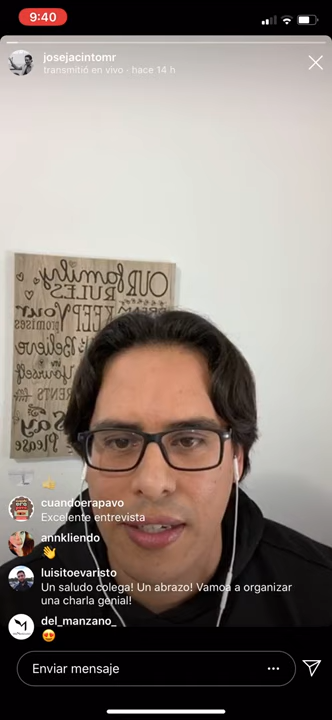 9:40
josejacintomr
transmitió en vivo · hace 14 h
OUR family
RULES
KEEP Your
promises
Believe
Yourself
Say
Please
cuandoerapavo
Excelente entrevista
annkliendo
👋
luisitoevaristo
Un saludo colega! Un abrazo! Vamoa a organizar
una charla genial!
del_manzano_
😍
Enviar mensaje